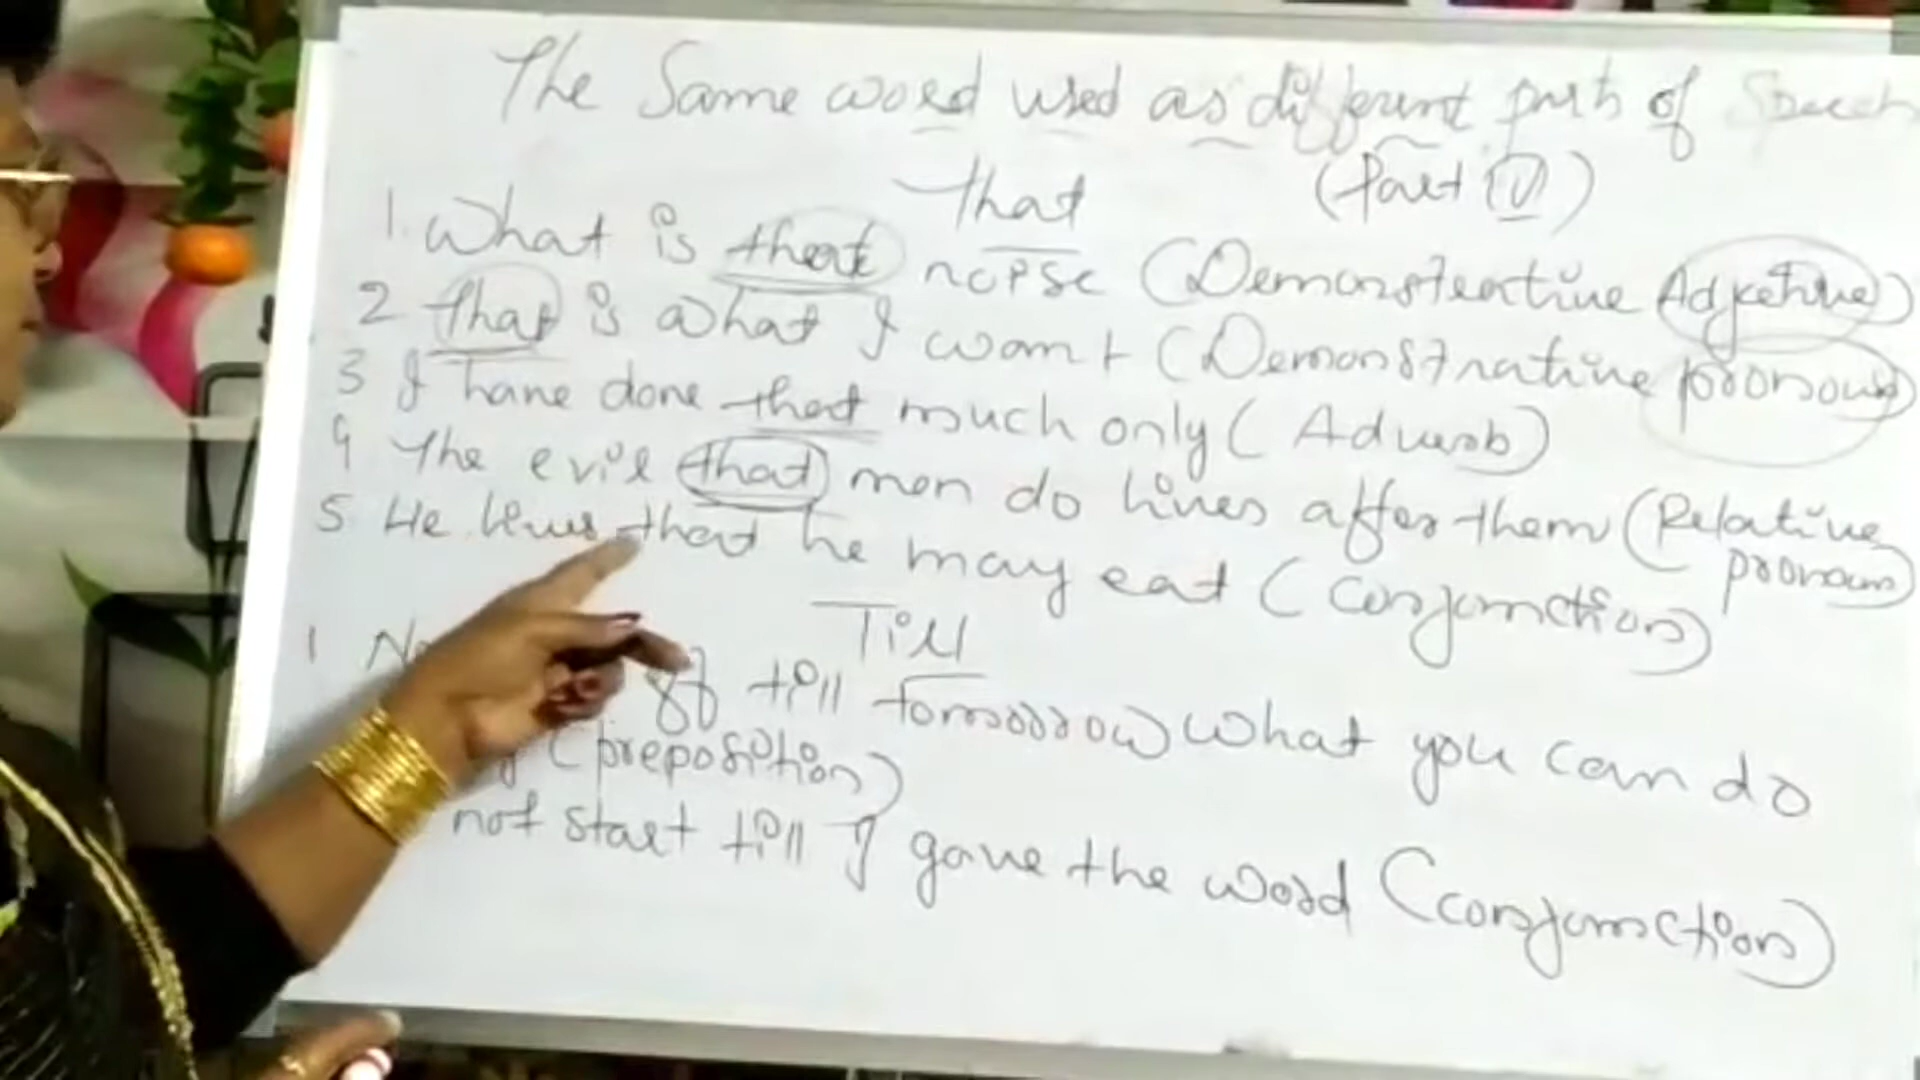 The Same word used as different parts of Speech
that (Part V)
1. What is that noise (Demonstrative Adjective)
2 that is what I want (Demonstrative pronoun)
3 I have done that much only (Adverb)
4 The evil that men do lives after them (Relative pronoun)
5 He that he may eat (Conjunction)
Till
1 off till tomorrow what you can do
(preposition)
not start till I gave the word (conjunction)